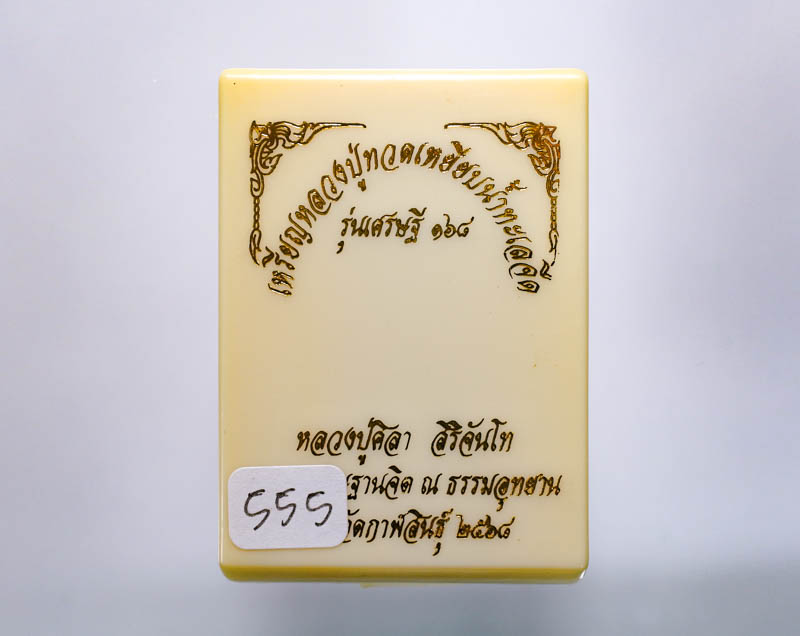 เหรียญหลวงปู่ทวดเหยียบน้ำทะเลจืด
รุ่นเศรษฐี ๑๖๘
หลวงปู่ศิลา สิริจันโท
ฐานจิต ณ ธรรมอุทยาน
กาฬสินธุ์ ๒๕๖๘
555